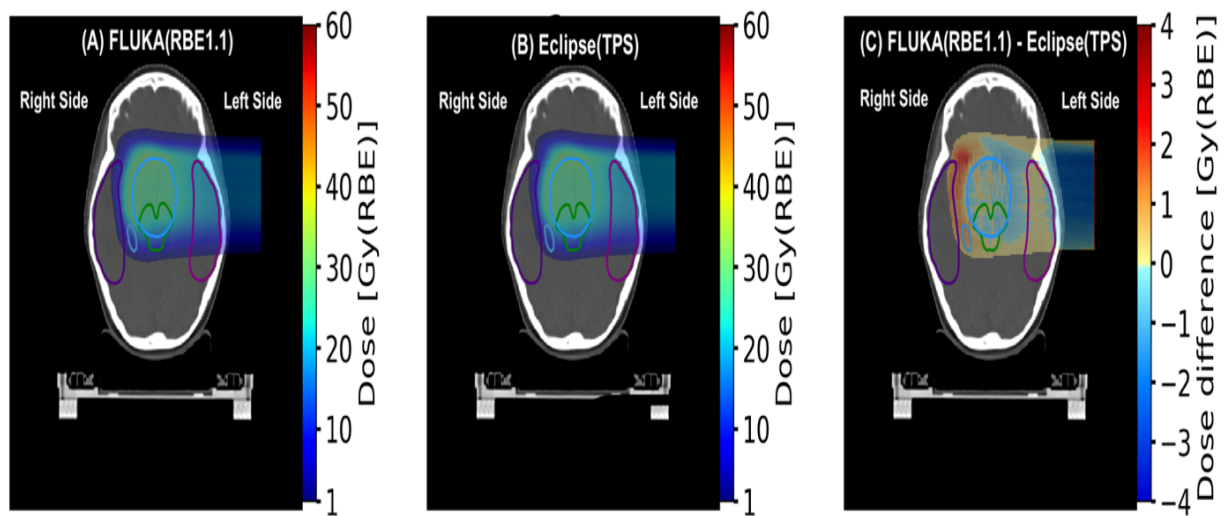 (A) FLUKA(RBE1.1)
Right Side
Left Side
60
50
40
30
20
10
1
Dose [Gy(RBE)]
(B) Eclipse(TPS)
Right Side
Left Side
60
50
40
30
20
10
1
Dose [Gy(RBE)]
(C) FLUKA(RBE1.1) - Eclipse(TPS)
Right Side
Left Side
4
3
2
1
0
−1
−2
−3
−4
Dose difference [Gy(RBE)]